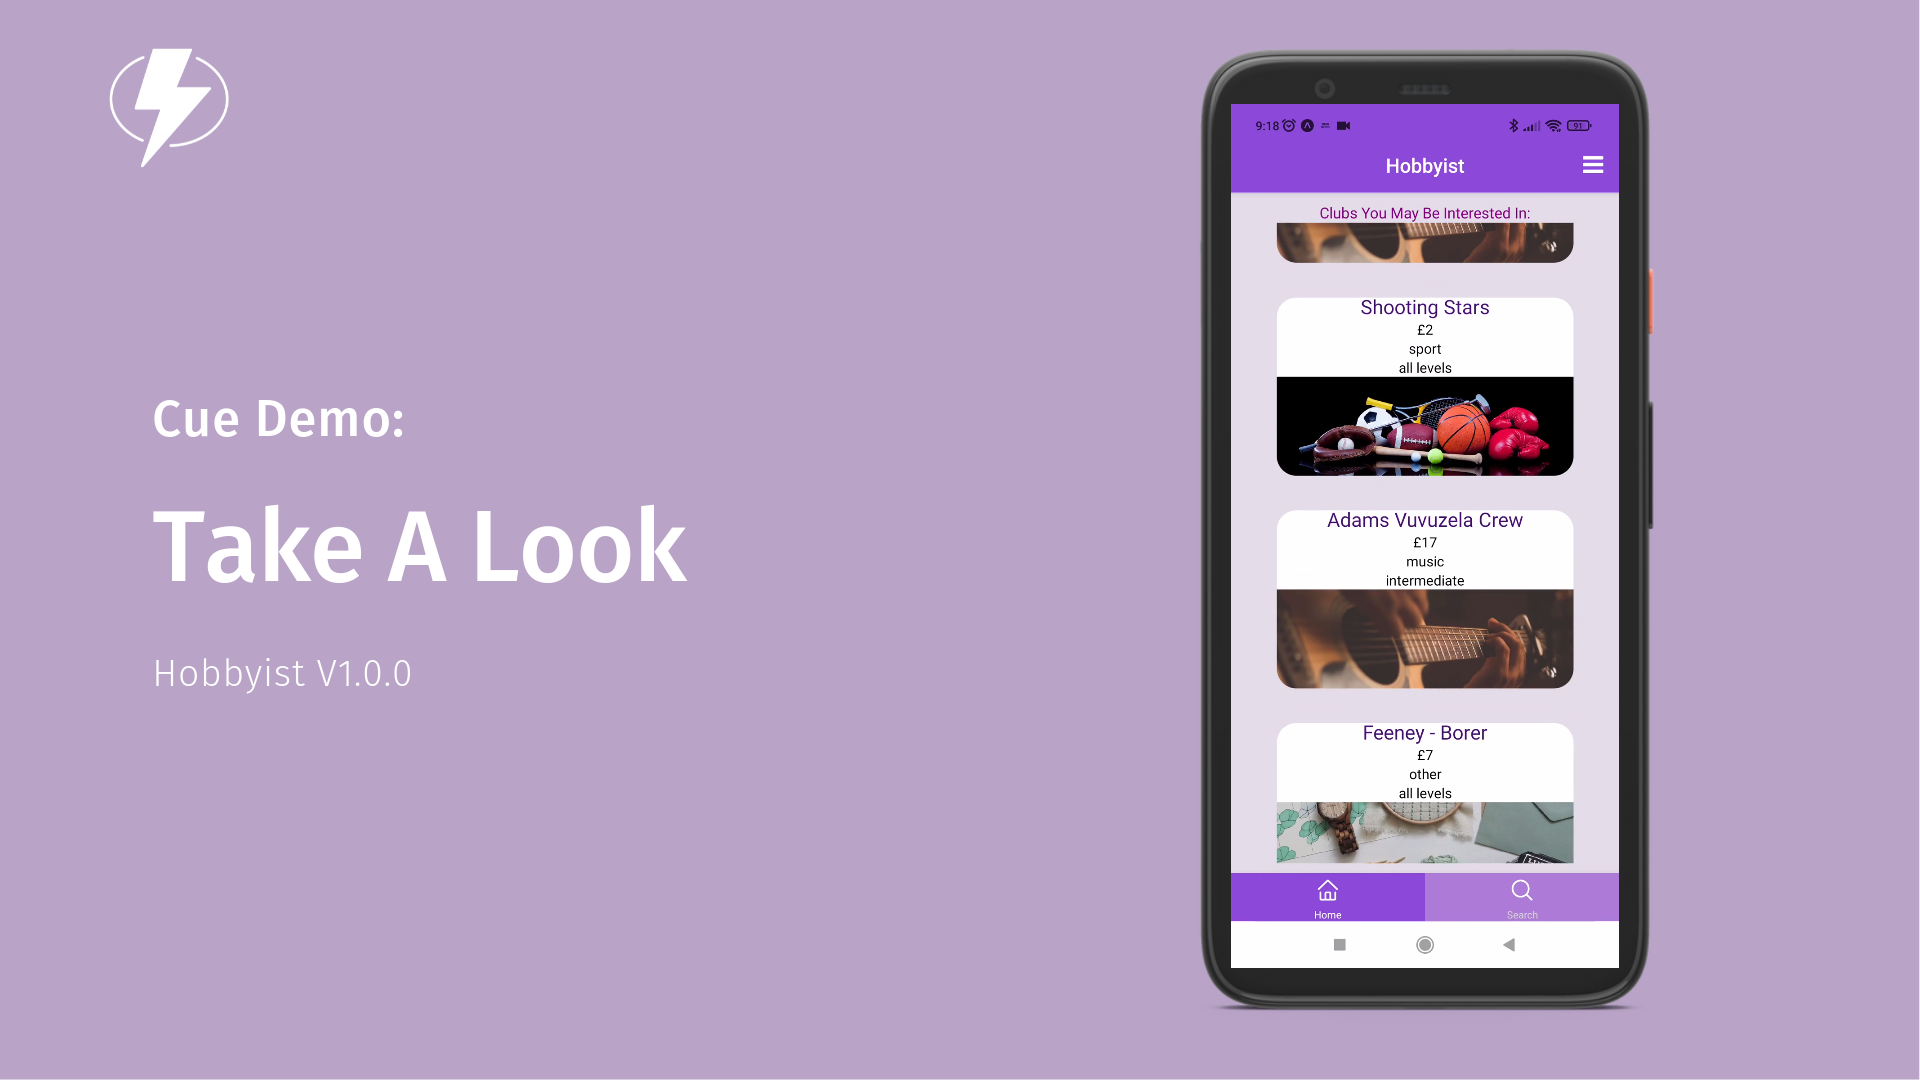 Cue Demo:
Take A Look
Hobbyist V1.0.0
9:18
91
Hobbyist
Clubs You May Be Interested In:
Shooting Stars
£2
sport
all levels
Adams Vuvuzela Crew
£17
music
intermediate
Feeney - Borer
£7
other
all levels
Home
Search